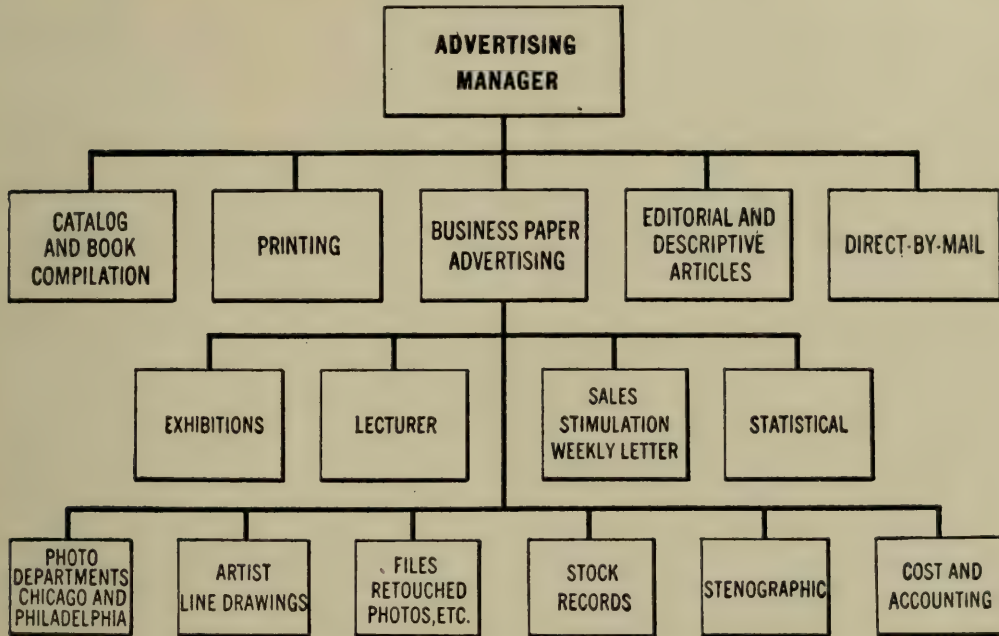 ADVERTISING
MANAGER
CATALOG
AND BOOK
COMPILATION
PRINTING
BUSINESS PAPER
ADVERTISING
EDITORIAL AND
DESCRIPTIVE
ARTICLES
DIRECT-BY-MAIL
EXHIBITIONS
LECTURER
SALES
STIMULATION
WEEKLY LETTER
STATISTICAL
PHOTO
DEPARTMENTS
CHICAGO AND
PHILADELPHIA
ARTIST
LINE DRAWINGS
FILES
RETOUCHED
PHOTOS, ETC.
STOCK
RECORDS
STENOGRAPHIC
COST AND
ACCOUNTING